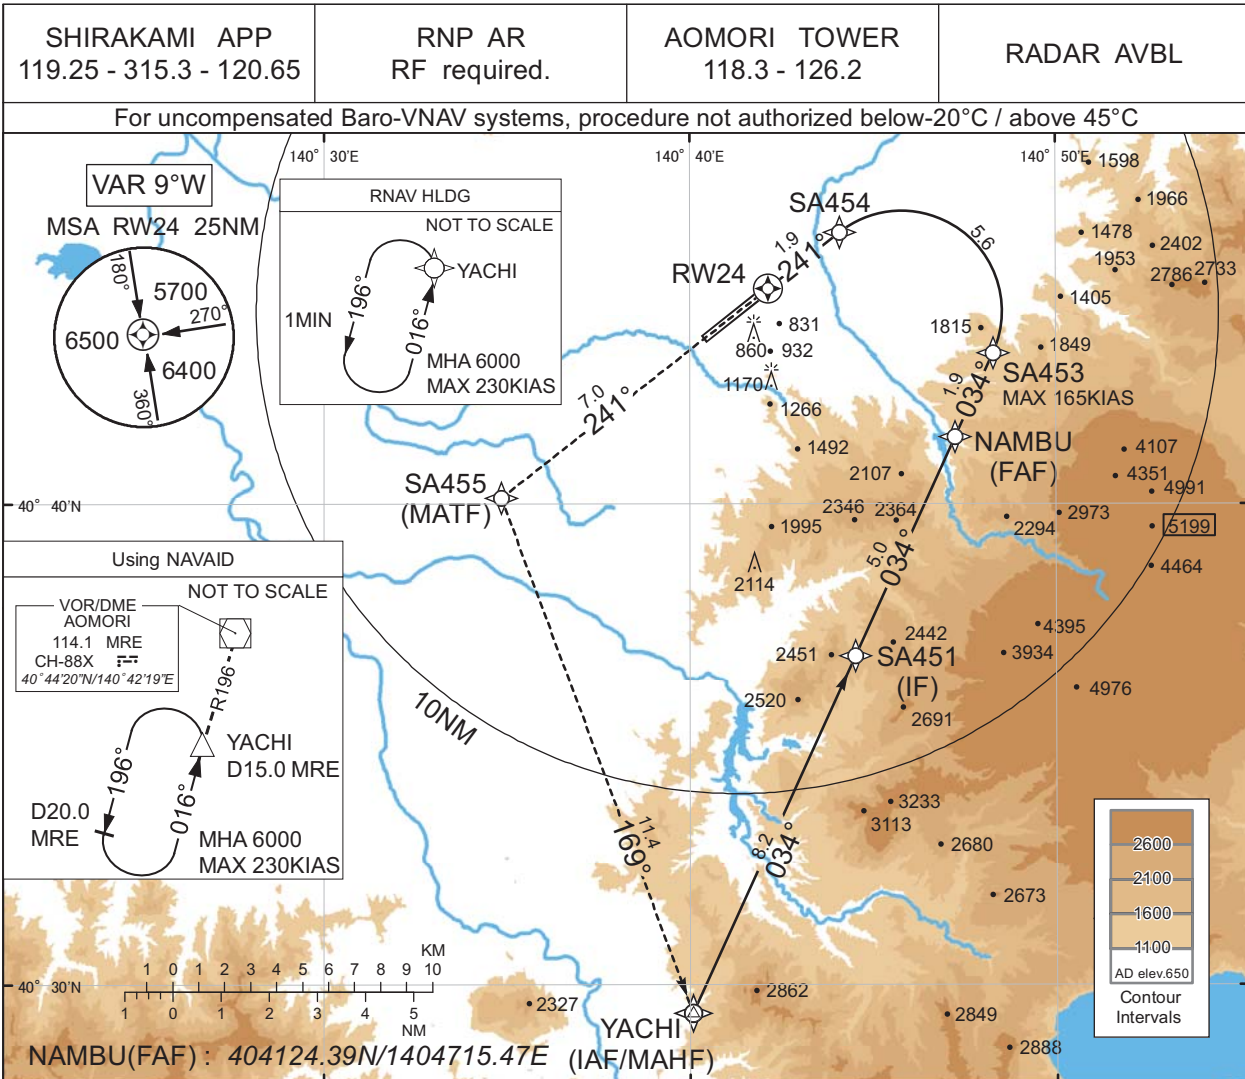 SHIRAKAMI APP
119.25 - 315.3 - 120.65
RNP AR
RF required.
AOMORI TOWER
118.3 - 126.2
RADAR AVBL
For uncompensated Baro-VNAV systems, procedure not authorized below-20°C / above 45°C
140° 30'E
140° 40'E
140° 50'E
VAR 9°W
MSA RW24 25NM
180°
5700
270°
6500
6400
360°
RNAV HLDG
NOT TO SCALE
YACHI
196°
016°
1MIN
MHA 6000
MAX 230KIAS
SA454
1.9
241°
5.6
RW24
1598
1966
1478
2402
1953
2786
2733
1405
831
860
932
1815
1849
1170
1266
SA453
MAX 165KIAS
1.9
034°
7.0
241°
1492
NAMBU
(FAF)
4107
4351
4991
2107
SA455
(MATF)
40° 40'N
2346
2364
1995
2294
2973
5199
5.0
034°
2114
4464
Using NAVAID
NOT TO SCALE
VOR/DME
AOMORI
114.1 MRE
CH-88X
40°44'20"N/140°42'19"E
R196
YACHI
D15.0 MRE
196°
016°
D20.0
MRE
MHA 6000
MAX 230KIAS
4395
2442
2451
3934
SA451
(IF)
4976
2520
2691
10NM
3233
3113
11.4
169°
8.2
034°
2680
2673
2600
2100
1600
1100
AD elev.650
Contour
Intervals
KM
1 0 1 2 3 4 5 6 7 8 9 10
1 0 1 2 3 4 5
NM
40° 30'N
2327
2862
2849
YACHI
(IAF/MAHF)
2888
NAMBU(FAF) : 404124.39N/1404715.47E